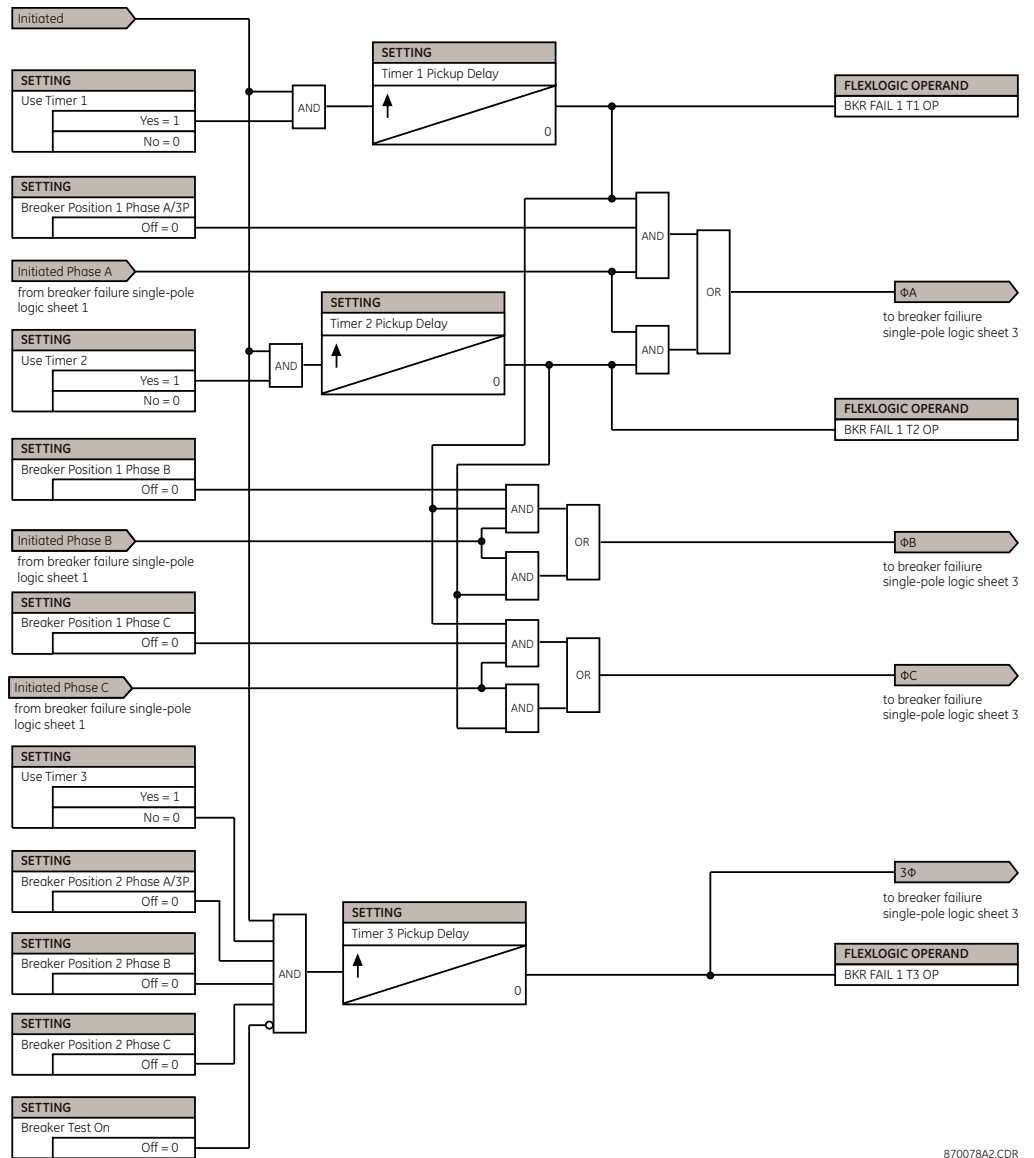 Initiated
SETTING
Use Timer 1
Yes = 1
No = 0
AND
SETTING
Timer 1 Pickup Delay
0
FLEXLOGIC OPERAND
BKR FAIL 1 T1 OP
SETTING
Breaker Position 1 Phase A/3P
Off = 0
AND
Initiated Phase A
from breaker failure single-pole
logic sheet 1
OR
ΦA
to breaker failiure
single-pole logic sheet 3
SETTING
Timer 2 Pickup Delay
0
SETTING
Use Timer 2
Yes = 1
No = 0
AND
AND
FLEXLOGIC OPERAND
BKR FAIL 1 T2 OP
SETTING
Breaker Position 1 Phase B
Off = 0
AND
Initiated Phase B
from breaker failure single-pole
logic sheet 1
OR
ΦB
to breaker failiure
single-pole logic sheet 3
AND
SETTING
Breaker Position 1 Phase C
Off = 0
AND
Initiated Phase C
from breaker failure single-pole
logic sheet 1
OR
ΦC
to breaker failiure
single-pole logic sheet 3
AND
SETTING
Use Timer 3
Yes = 1
No = 0
SETTING
Breaker Position 2 Phase A/3P
Off = 0
3Φ
to breaker failiure
single-pole logic sheet 3
SETTING
Breaker Position 2 Phase B
Off = 0
AND
SETTING
Timer 3 Pickup Delay
0
FLEXLOGIC OPERAND
BKR FAIL 1 T3 OP
SETTING
Breaker Position 2 Phase C
Off = 0
SETTING
Breaker Test On
Off = 0
870078A2.CDR